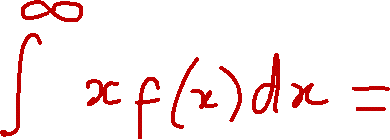 ∫^∞ x f(x) dx =